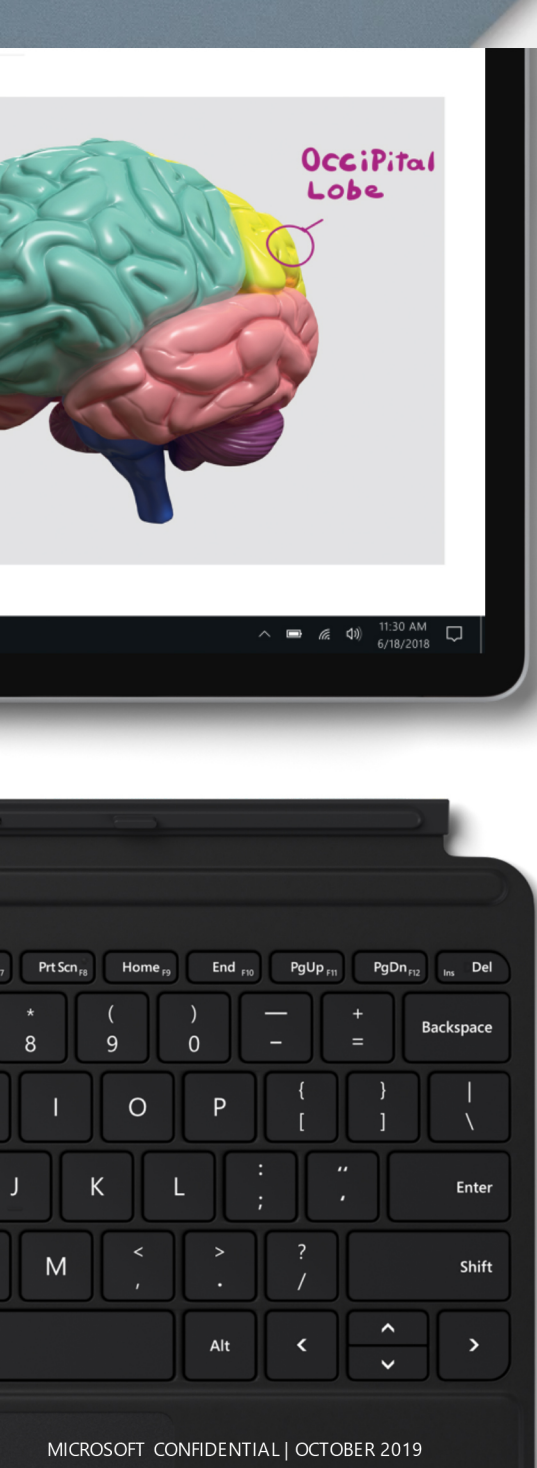 OcciPital
Lobe
11:30 AM
6/18/2018
PrtScn F8 Home F9 End F10 PgUp F11 PgDn F12 Ins Del
* ( ) — +
8 9 0 - = Backspace
{ } |
I O P [ ] \
: “
J K L ; ‘ Enter
< > ?
M , . / Shift
Alt
MICROSOFT CONFIDENTIAL | OCTOBER 2019